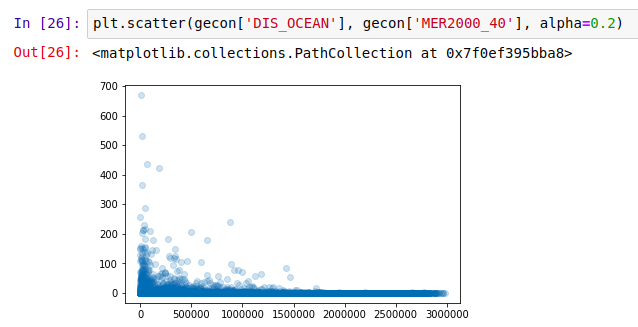 In [26]: plt.scatter(gecon['DIS_OCEAN'], gecon['MER2000_40'], alpha=0.2)
Out[26]: <matplotlib.collections.PathCollection at 0x7f0ef395bba8>
700
600
500
400
300
200
100
0
0 500000 1000000 1500000 2000000 2500000 3000000